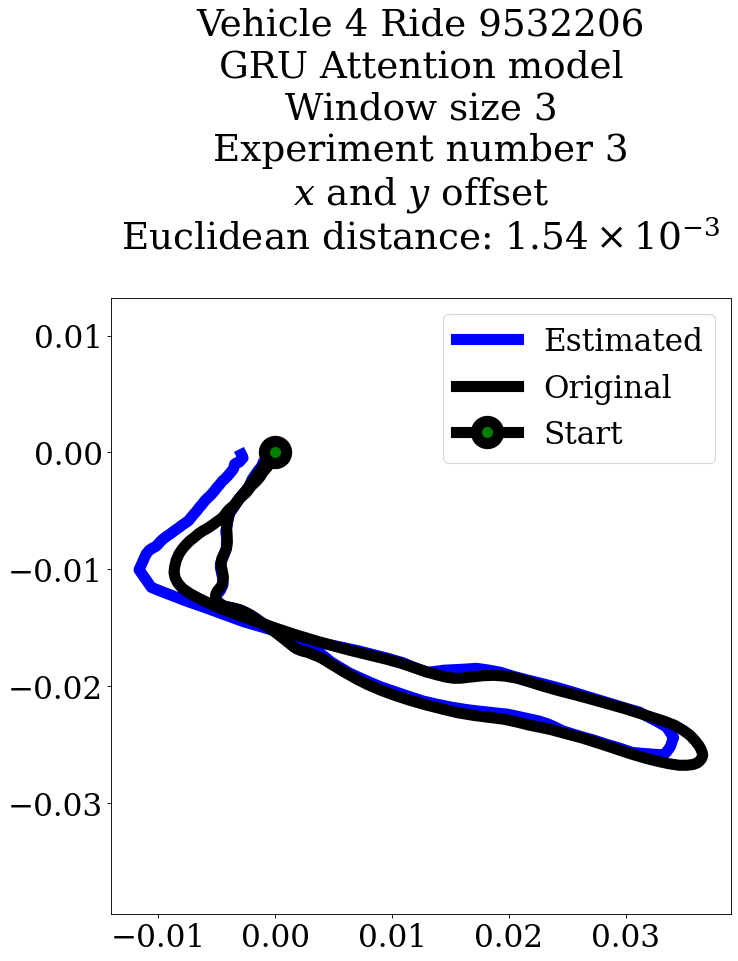 Vehicle 4 Ride 9532206
GRU Attention model
Window size 3
Experiment number 3
x and y offset
Euclidean distance: 1.54 × 10⁻³
Estimated
Original
Start
0.01
0.00
−0.01
−0.02
−0.03
−0.01 0.00 0.01 0.02 0.03